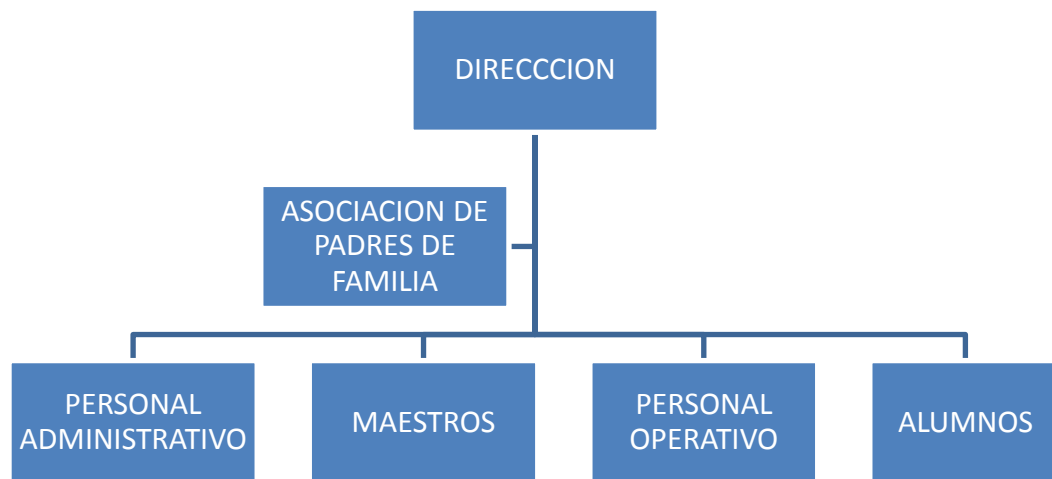 DIRECCCION
ASOCIACION DE
PADRES DE
FAMILIA
PERSONAL
ADMINISTRATIVO
MAESTROS
PERSONAL
OPERATIVO
ALUMNOS